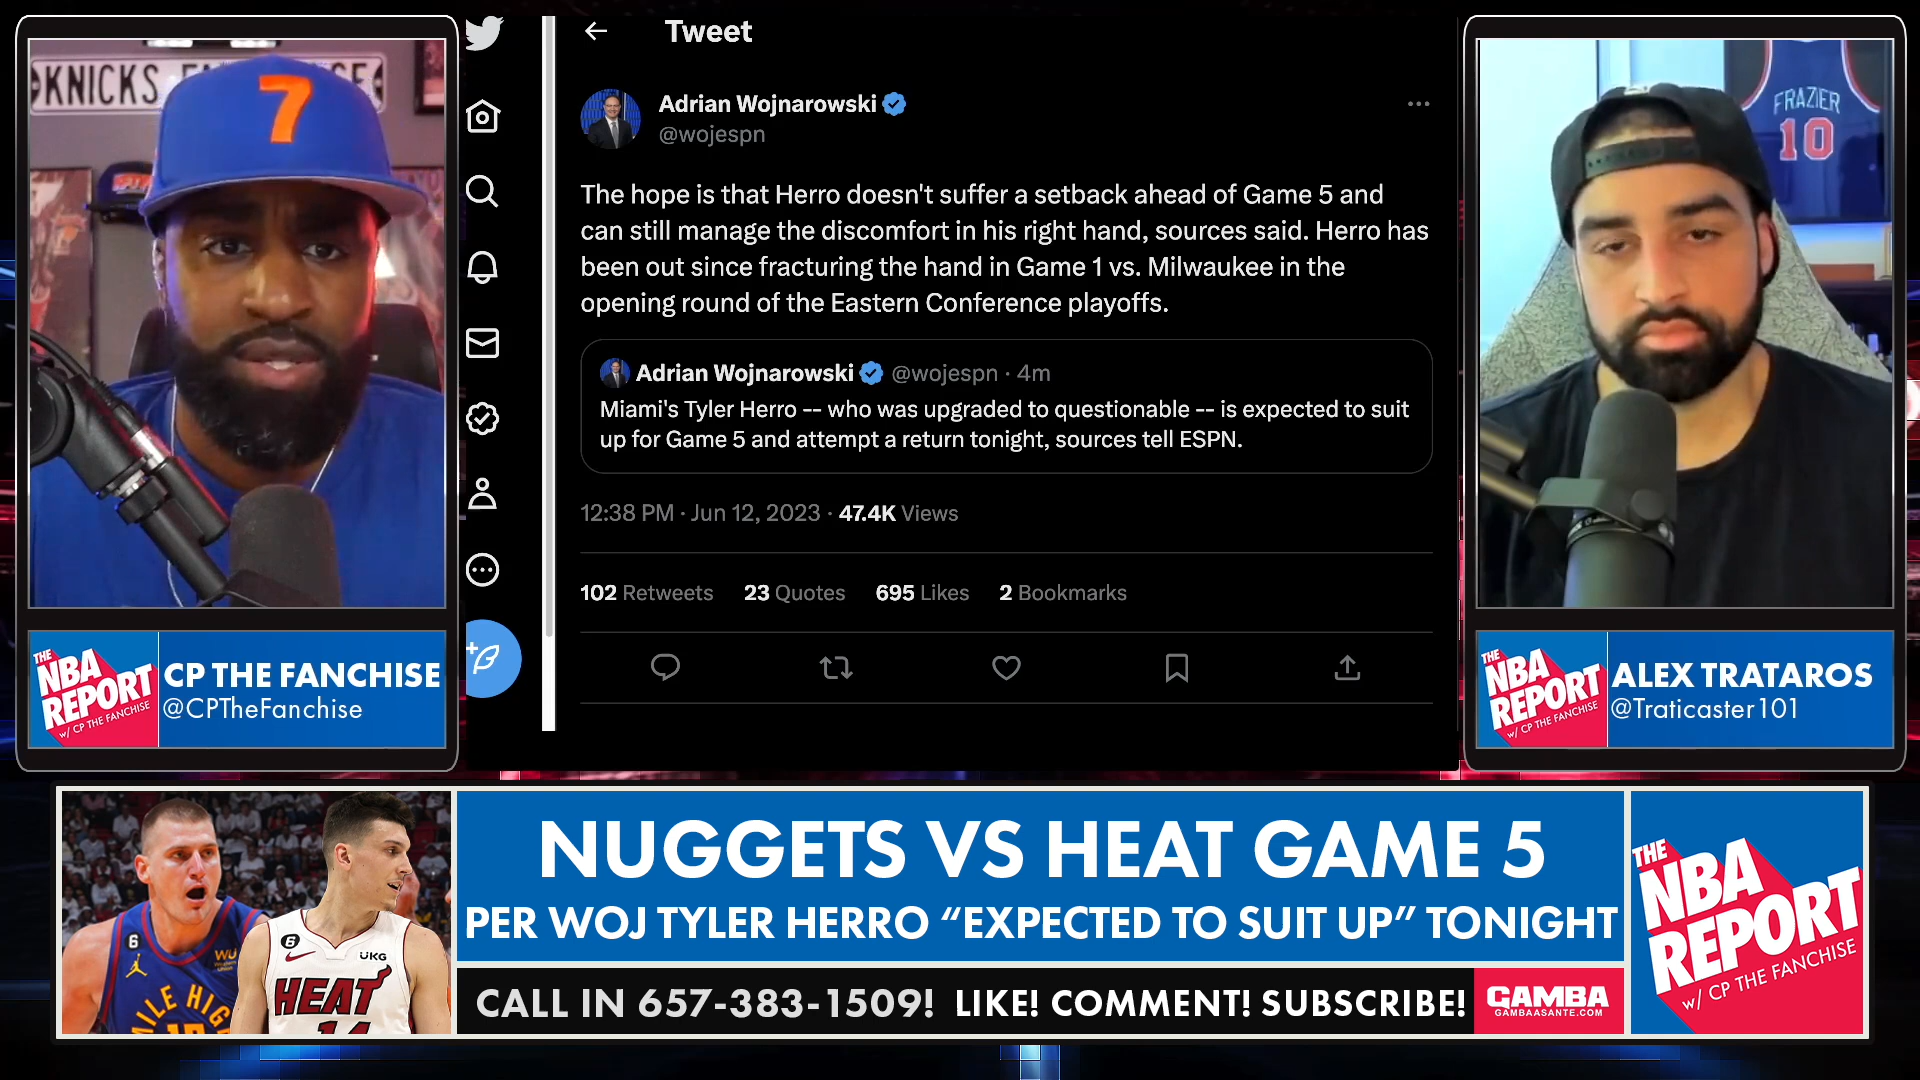 KNICKS
7
Tweet
Adrian Wojnarowski
@wojespn
The hope is that Herro doesn't suffer a setback ahead of Game 5 and
can still manage the discomfort in his right hand, sources said. Herro has
been out since fracturing the hand in Game 1 vs. Milwaukee in the
opening round of the Eastern Conference playoffs.
Adrian Wojnarowski @wojespn · 4m
Miami's Tyler Herro -- who was upgraded to questionable -- is expected to suit
up for Game 5 and attempt a return tonight, sources tell ESPN.
12:38 PM · Jun 12, 2023 · 47.4K Views
102 Retweets 23 Quotes 695 Likes 2 Bookmarks
FRAZIER
10
THE
NBA
REPORT
w/ CP THE FANCHISE
CP THE FANCHISE
@CPTheFanchise
THE
NBA
REPORT
w/ CP THE FANCHISE
ALEX TRATAROS
@Traticaster101
6
WU
MILE HIGH
6
UKG
HEAT
14
NUGGETS VS HEAT GAME 5
PER WOJ TYLER HERRO “EXPECTED TO SUIT UP” TONIGHT
CALL IN 657-383-1509! LIKE! COMMENT! SUBSCRIBE!
GAMBA
GAMBAASANTE.COM
THE
NBA
REPORT
w/ CP THE FANCHISE